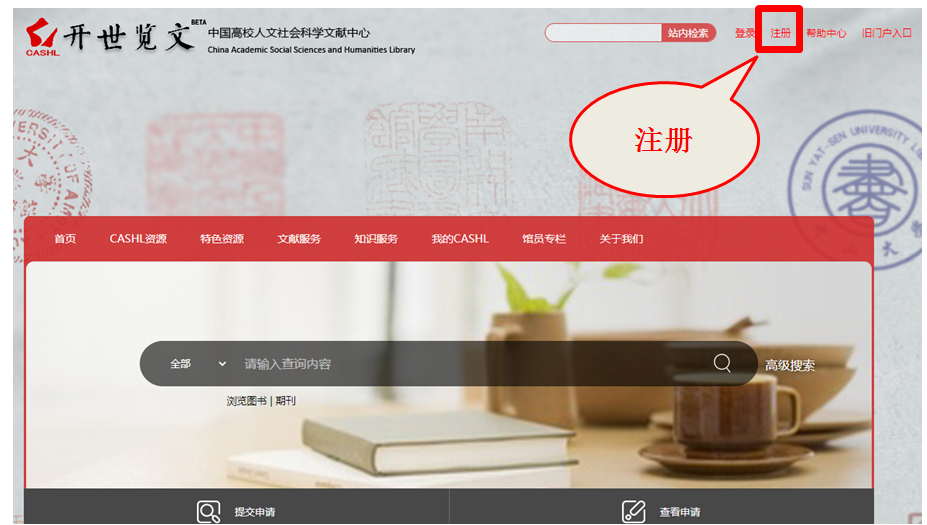 开世览文 BETA
CASHL
中国高校人文社会科学文献中心
China Academic Social Sciences and Humanities Library
站内检索 登录 注册 帮助中心 旧门户入口
注册
首页 CASHL资源 特色资源 文献服务 知识服务 我的CASHL 馆员专栏 关于我们
全部 请输入查询内容 高级搜索
浏览图书 | 期刊
提交申请 查看申请